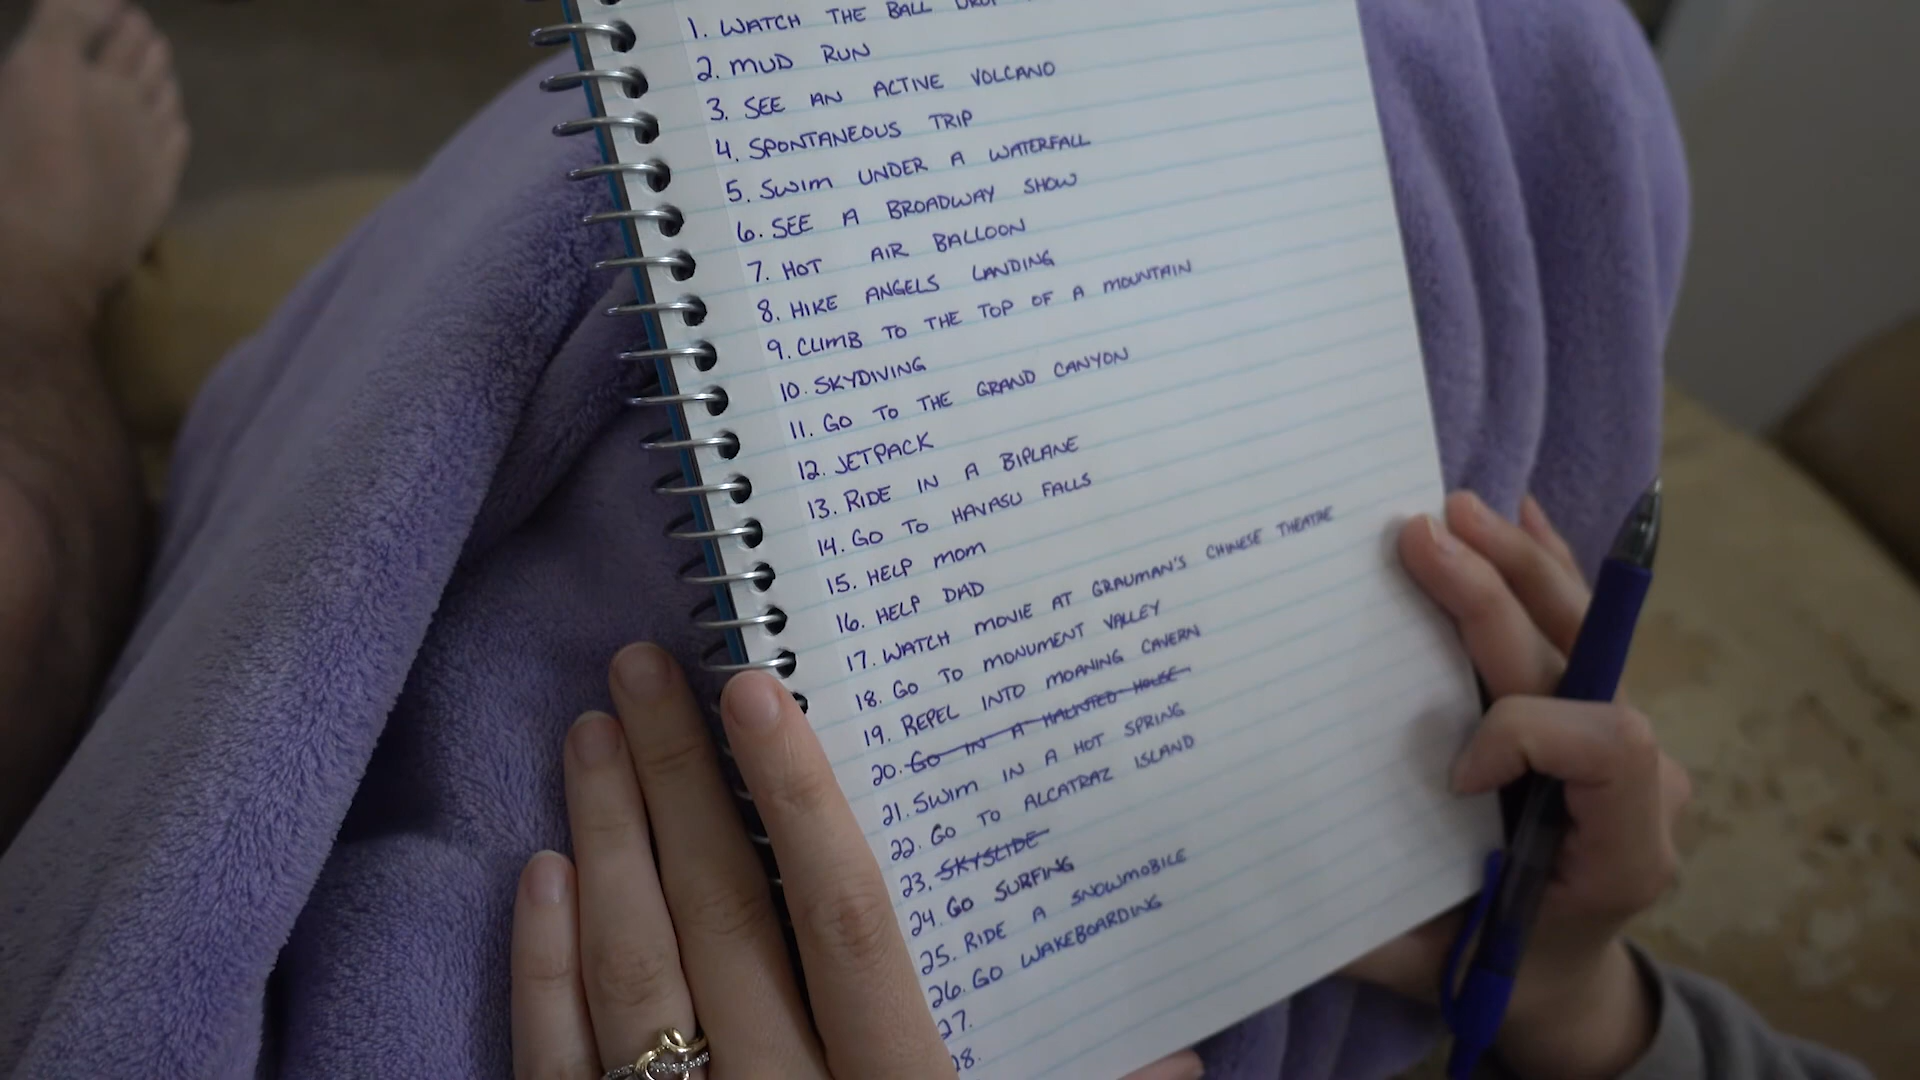 1. WATCH THE BALL DROP
2. MUD RUN
3. SEE AN ACTIVE VOLCANO
4. SPONTANEOUS TRIP
5. SWIM UNDER A WATERFALL
6. SEE A BROADWAY SHOW
7. HOT AIR BALLOON
8. HIKE ANGELS LANDING
9. CLIMB TO THE TOP OF A MOUNTAIN
10. SKYDIVING
11. GO TO THE GRAND CANYON
12. JETPACK
13. RIDE IN A BIPLANE
14. GO TO HAVASU FALLS
15. HELP MOM
16. HELP DAD
17. WATCH MOVIE AT GRAUMAN'S CHINESE THEATRE
18. GO TO MONUMENT VALLEY
19. REPEL INTO MOANING CAVERN
20. GO IN A HAUNTED HOUSE
21. SWIM IN A HOT SPRING
22. GO TO ALCATRAZ ISLAND
23. SKYSLIDE
24. GO SURFING
25. RIDE A SNOWMOBILE
26. GO WAKEBOARDING
27.
28.